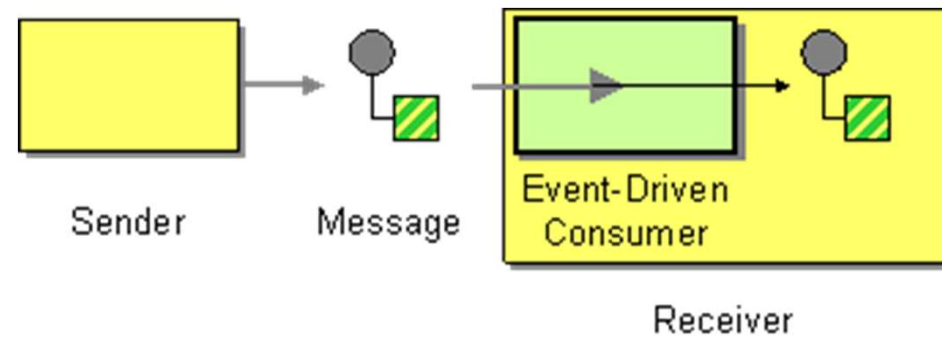 Sender
Message
Event-Driven
Consumer
Receiver